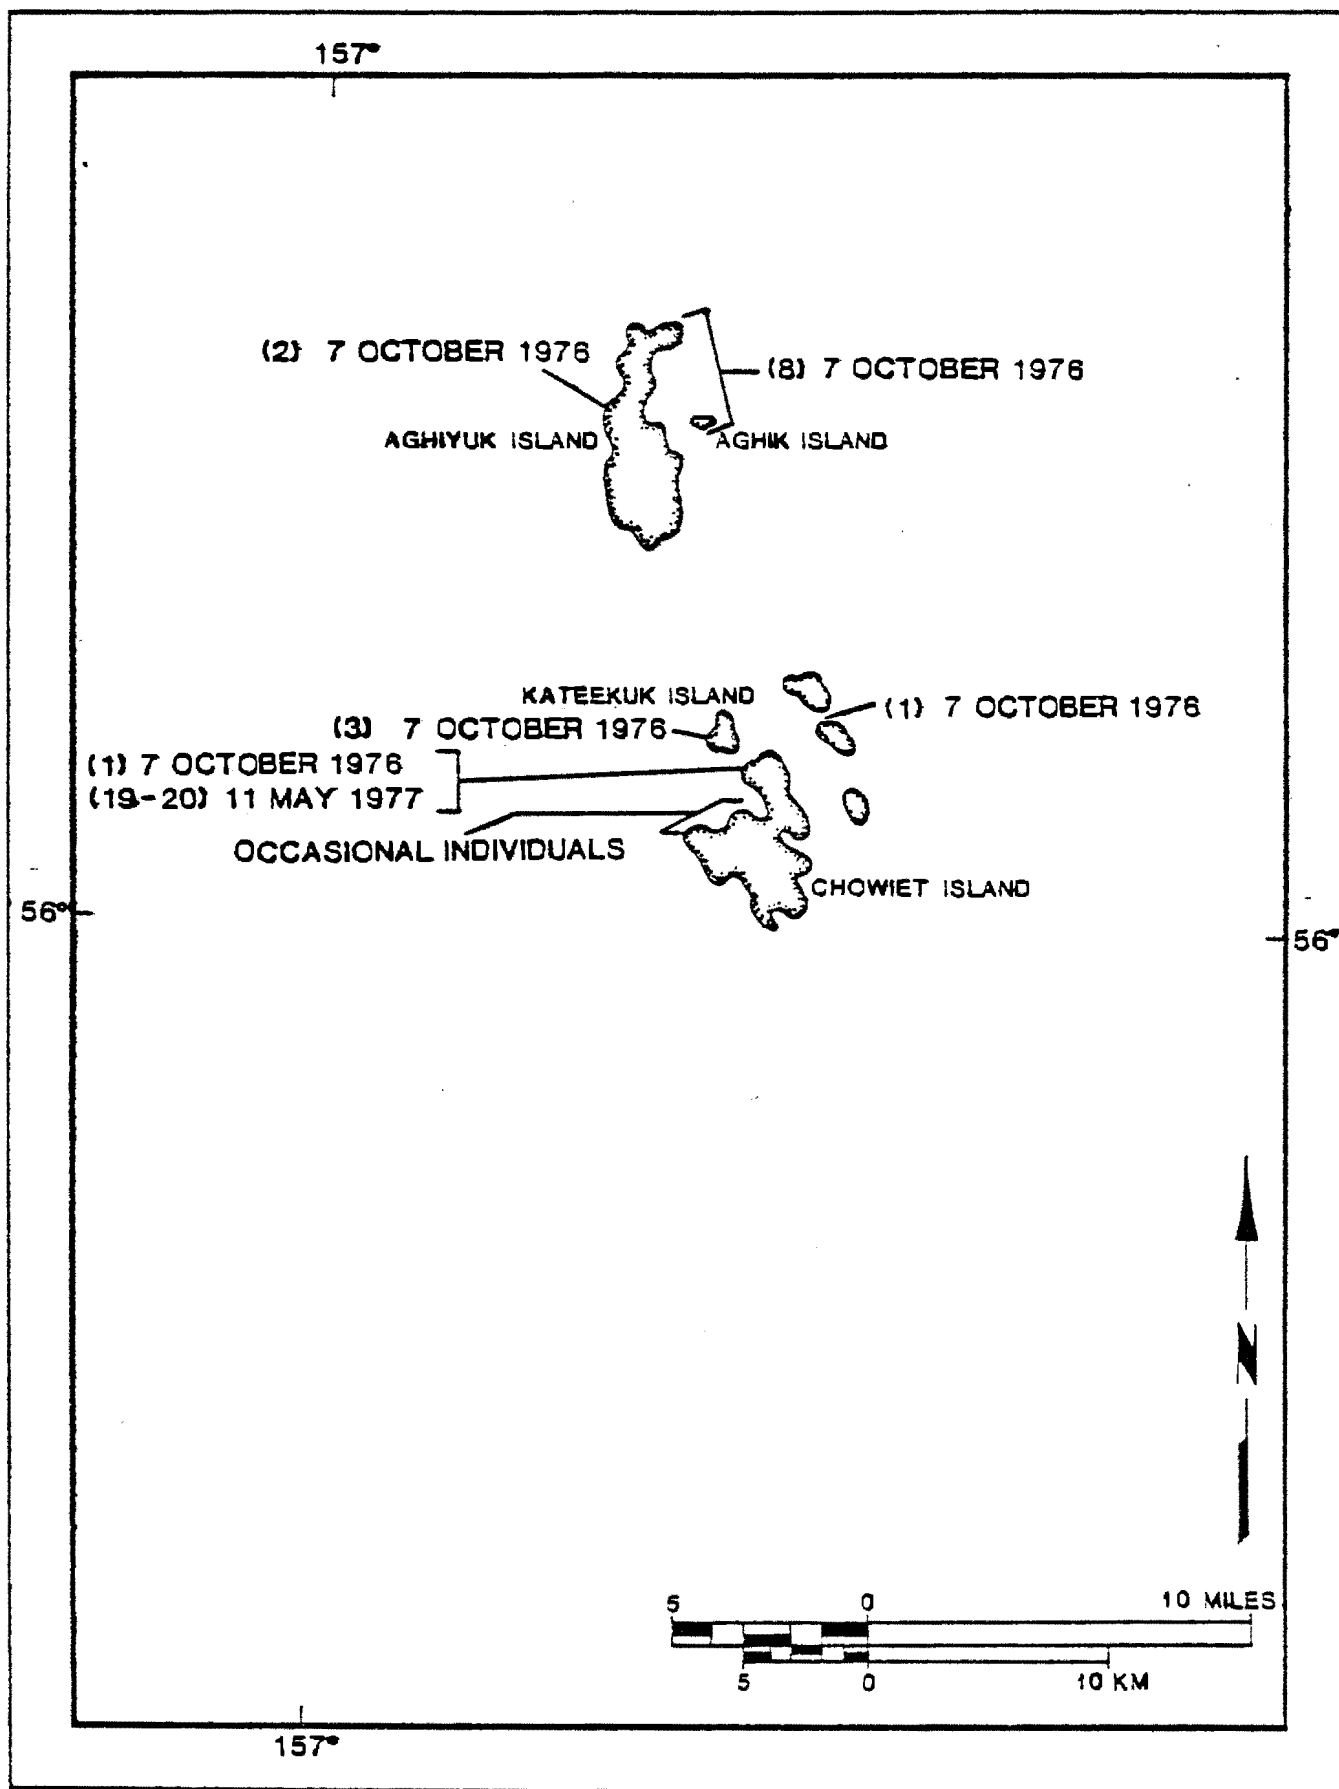 157°
(2) 7 OCTOBER 1976
(8) 7 OCTOBER 1976
AGHIYUK ISLAND
AGHIK ISLAND
KATEEKUK ISLAND
(1) 7 OCTOBER 1976
(3) 7 OCTOBER 1976
(1) 7 OCTOBER 1976
(19-20) 11 MAY 1977
OCCASIONAL INDIVIDUALS
CHOWIET ISLAND
56°
56°
N
5 0 10 MILES
5 0 10 KM
157°